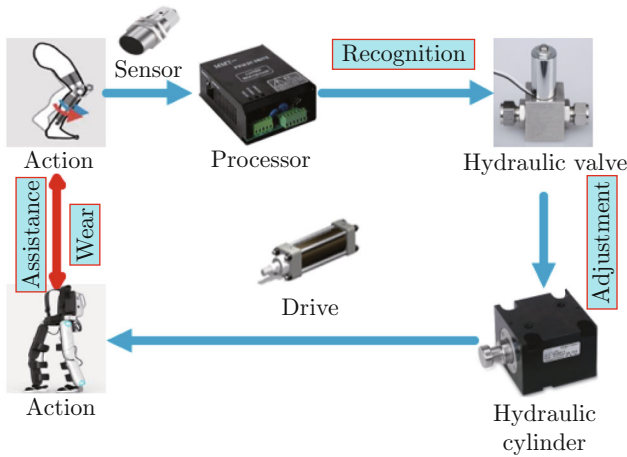 Sensor
Recognition
Action
Processor
Hydraulic valve
Assistance
Wear
Adjustment
Drive
Action
Hydraulic
cylinder